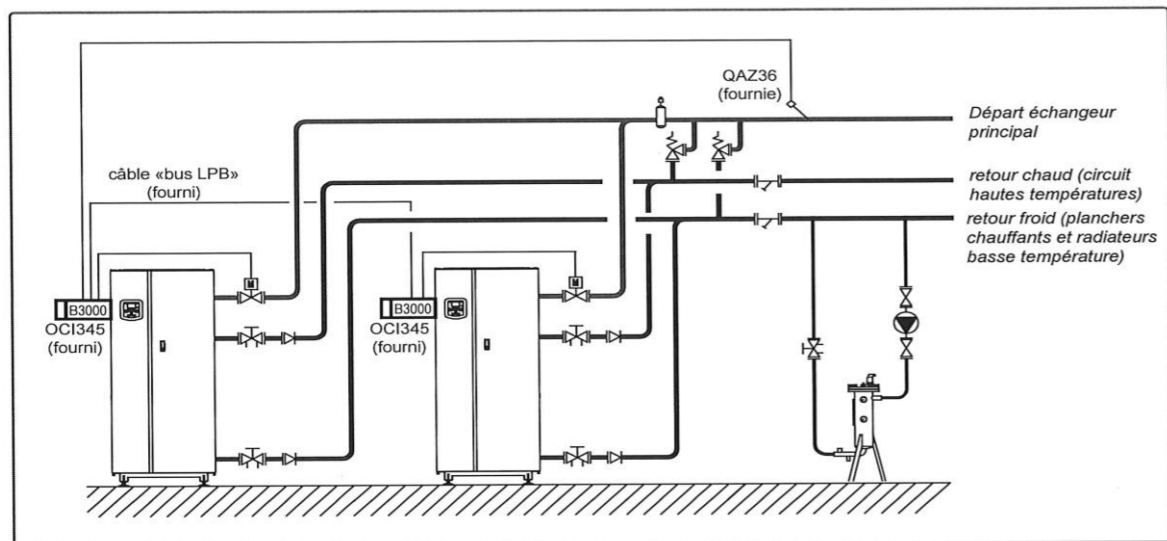 QAZ36
(fournie)
Départ échangeur
principal
câble «bus LPB»
(fourni)
retour chaud (circuit
hautes températures)
retour froid (planchers
chauffants et radiateurs
basse température)
M
M
B3000
OCI345
(fourni)
B3000
OCI345
(fourni)